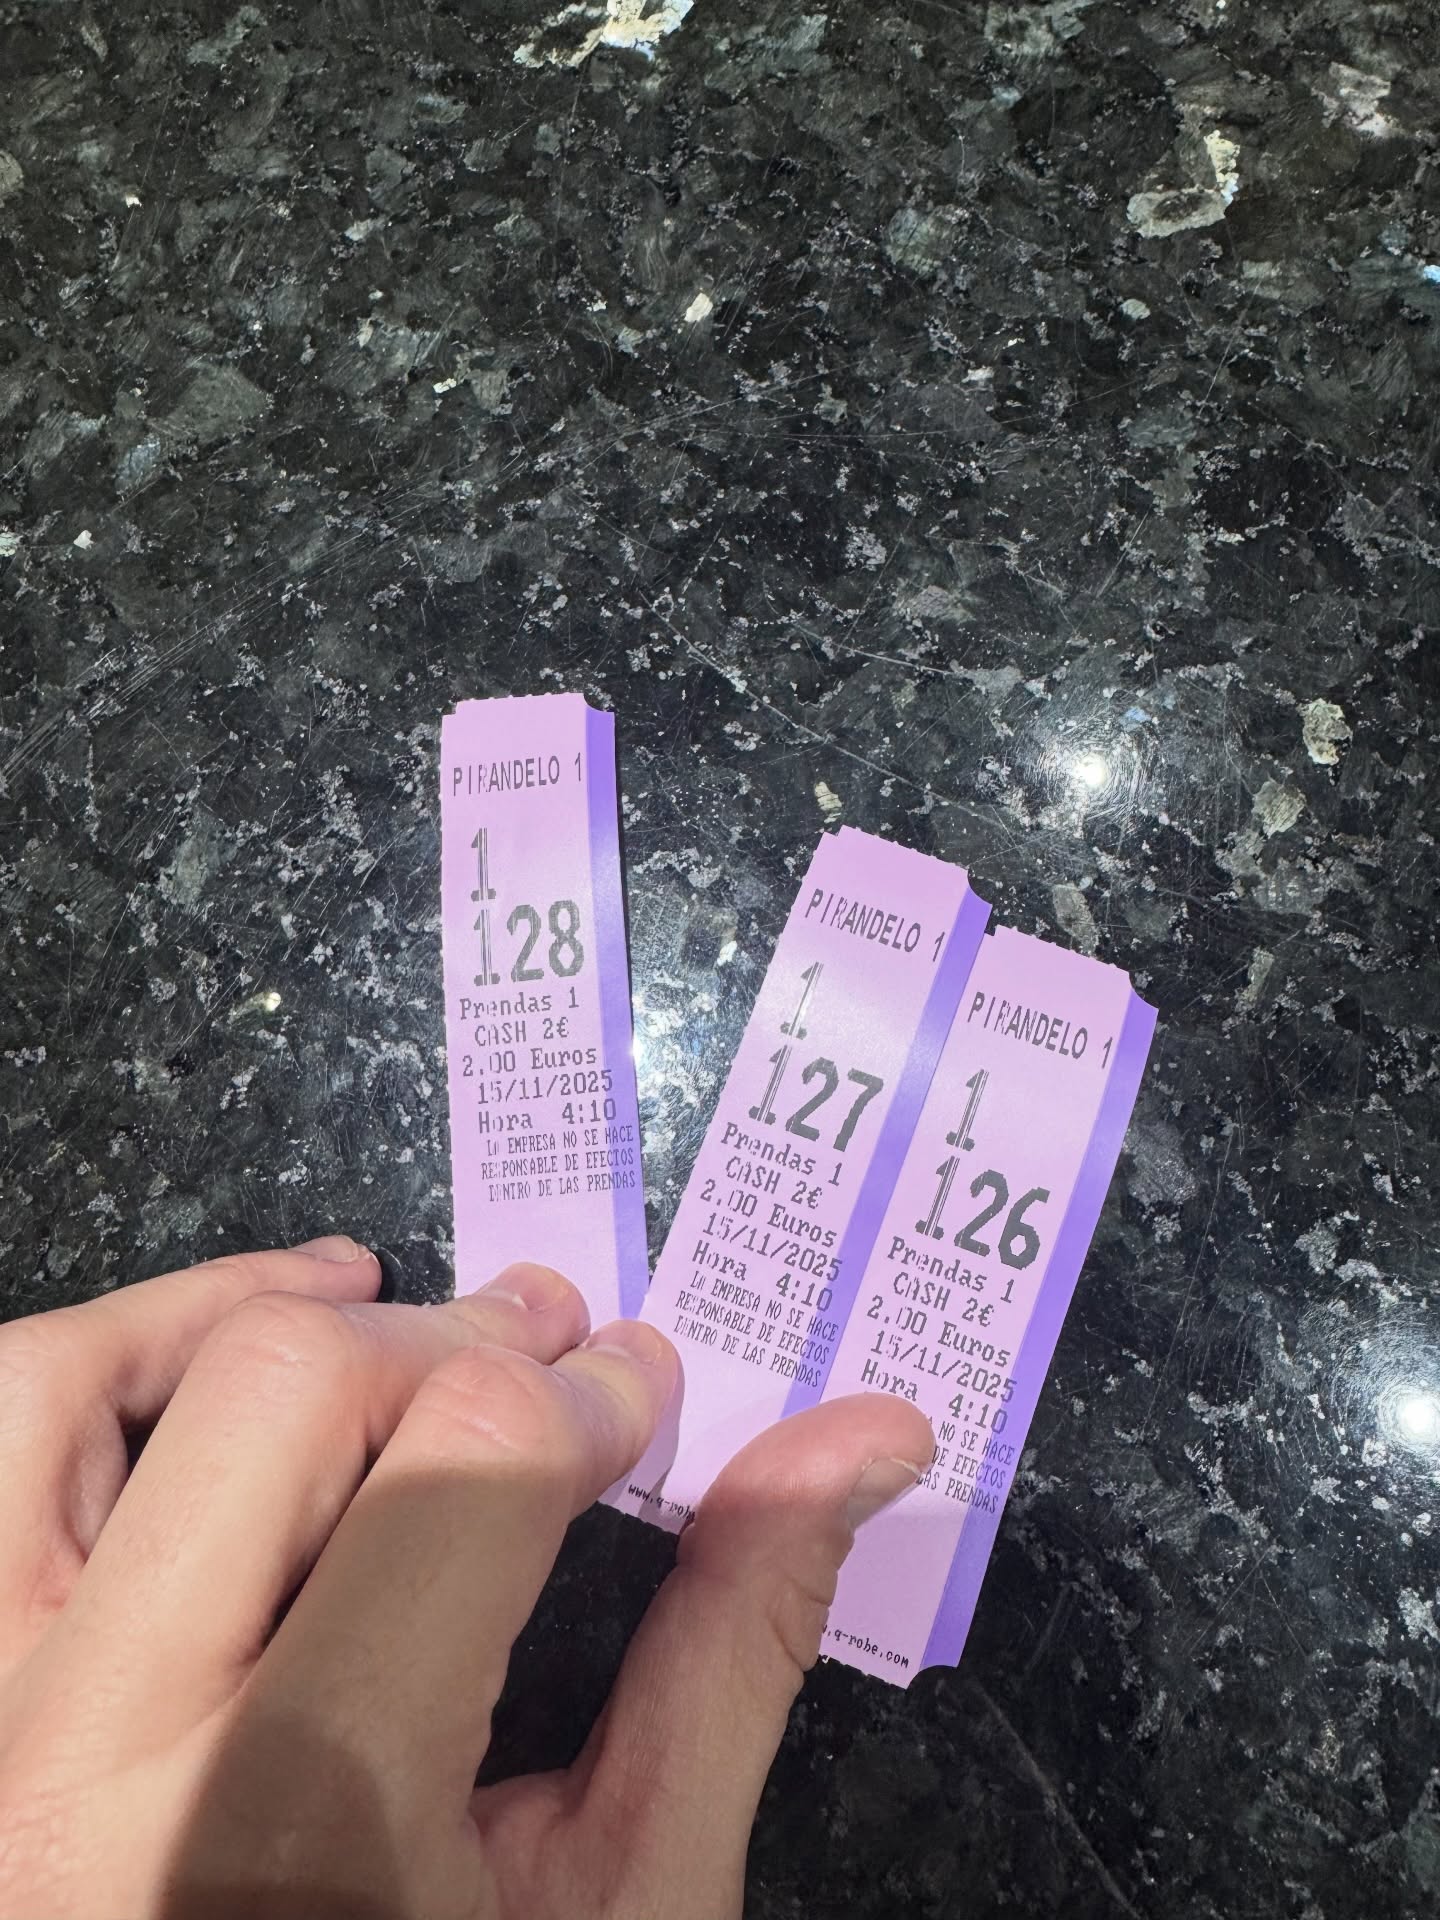 PIRANDELO 1
1
128
Prendas 1
CASH 2€
2.00 Euros
15/11/2025
Hora 4:10
LA EMPRESA NO SE HACE
RESPONSABLE DE EFECTOS
DENTRO DE LAS PRENDAS
PIRANDELO 1
1
127
Prendas 1
CASH 2€
2.00 Euros
15/11/2025
Hora 4:10
LA EMPRESA NO SE HACE
RESPONSABLE DE EFECTOS
DENTRO DE LAS PRENDAS
www.q-robe
PIRANDELO 1
1
126
Prendas 1
CASH 2€
2.00 Euros
15/11/2025
Hora 4:10
NO SE HACE
DE EFECTOS
LAS PRENDAS
.q-robe.com